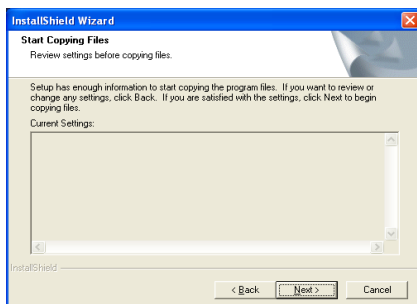 InstallShield Wizard
Start Copying Files
Review settings before copying files.
Setup has enough information to start copying the program files. If you want to review or
change any settings, click Back. If you are satisfied with the settings, click Next to begin
copying files.
Current Settings:
InstallShield
< Back
Next >
Cancel